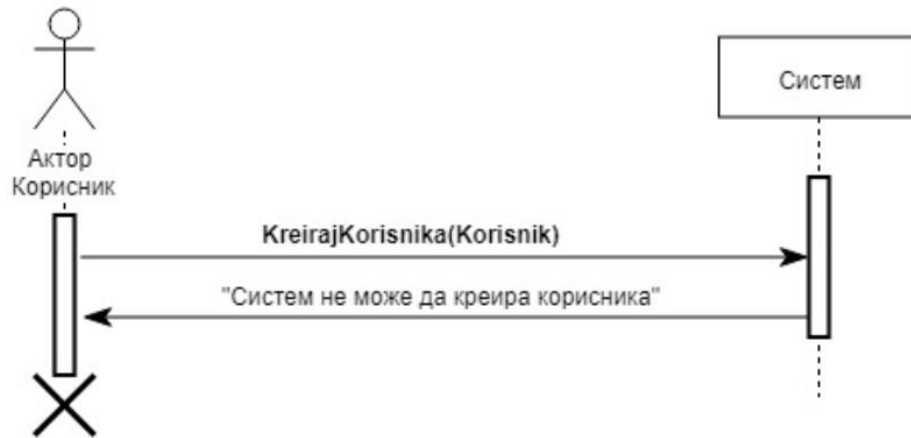 Систем
Актор
Корисник
KreirajKorisnika(Korisnik)
"Систем не може да креира корисника"